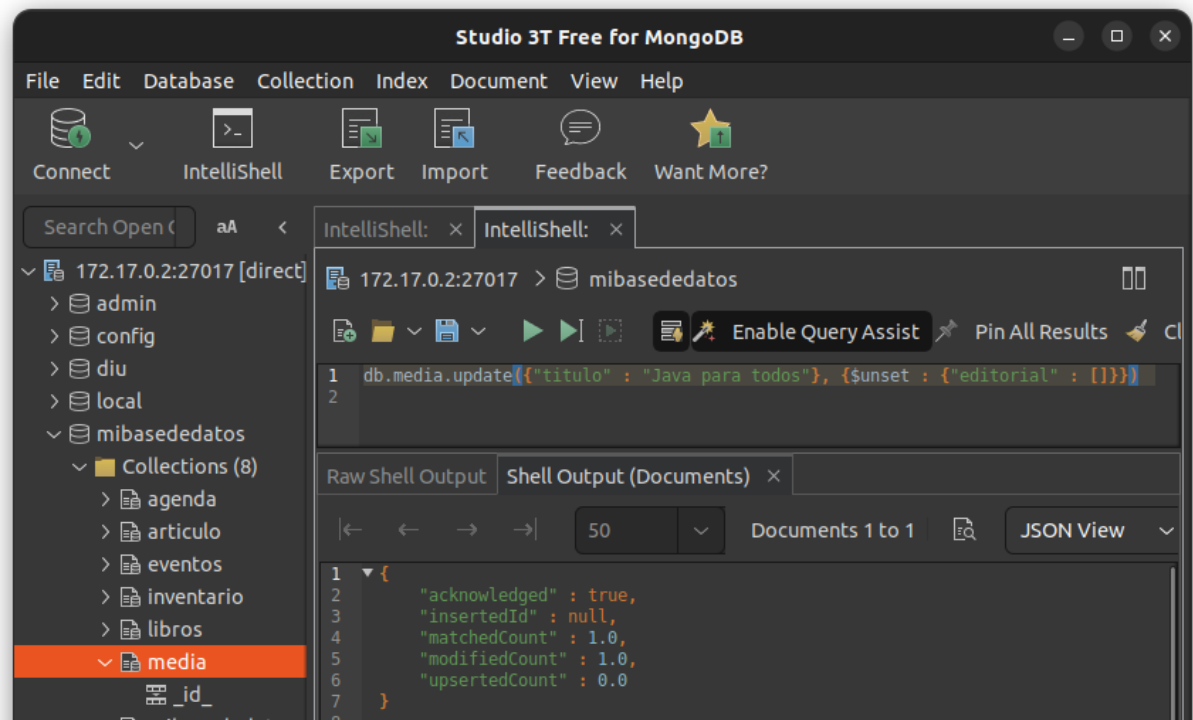 Studio 3T Free for MongoDB
File Edit Database Collection Index Document View Help
Connect IntelliShell Export Import Feedback Want More?
Search Open aA
IntelliShell: × IntelliShell: ×
172.17.0.2:27017 [direct]
172.17.0.2:27017 > mibasededatos
admin
config
diu
local
mibasededatos
Collections (8)
agenda
articulo
eventos
inventario
libros
media
_id_
Enable Query Assist Pin All Results Cl
1 db.media.update({"titulo" : "Java para todos"}, {$unset : {"editorial" : []}})
2
Raw Shell Output Shell Output (Documents) ×
50 Documents 1 to 1 JSON View
1 {
2 "acknowledged" : true,
3 "insertedId" : null,
4 "matchedCount" : 1.0,
5 "modifiedCount" : 1.0,
6 "upsertedCount" : 0.0
7 }